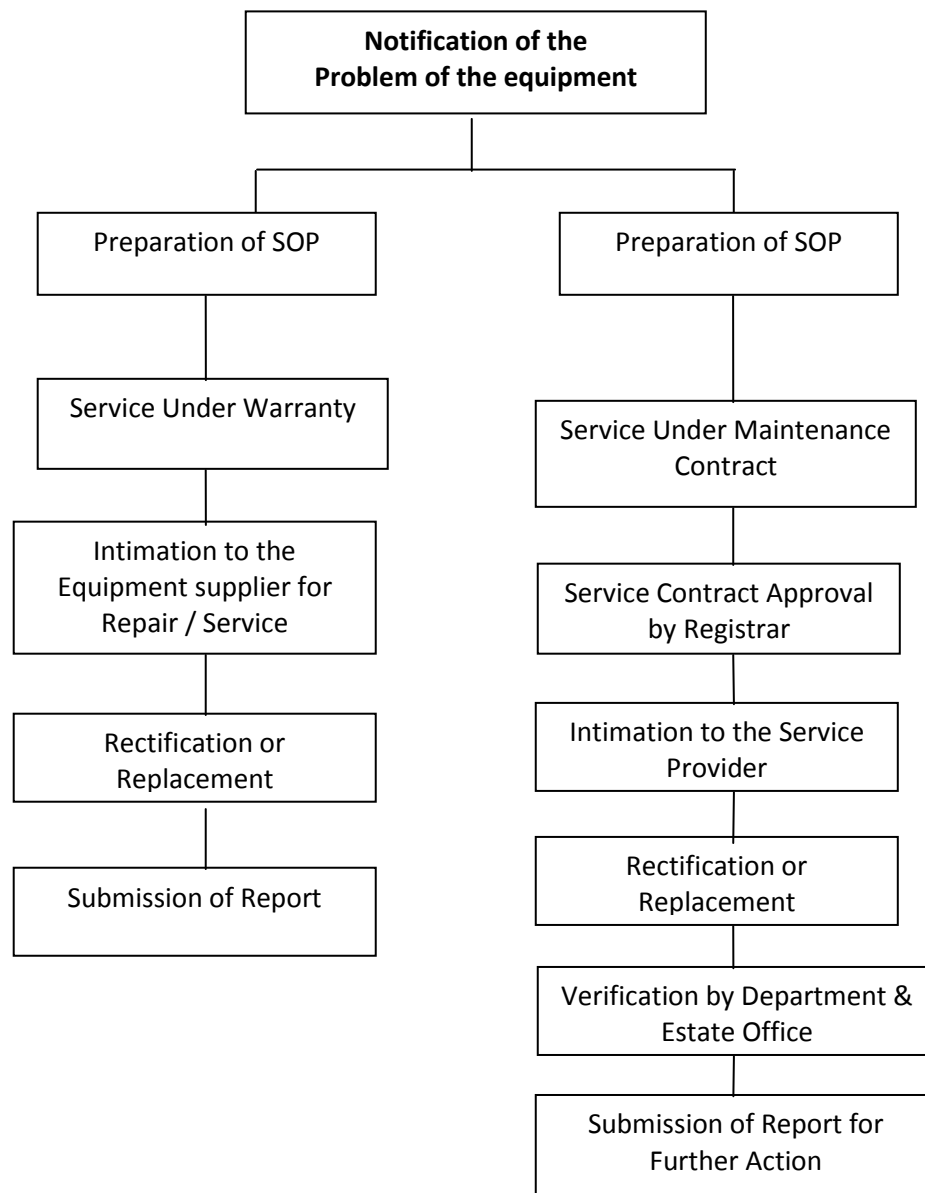 Notification of the
Problem of the equipment
Preparation of SOP
Service Under Warranty
Intimation to the
Equipment supplier for
Repair / Service
Rectification or
Replacement
Submission of Report
Preparation of SOP
Service Under Maintenance
Contract
Service Contract Approval
by Registrar
Intimation to the Service
Provider
Rectification or
Replacement
Verification by Department &
Estate Office
Submission of Report for
Further Action